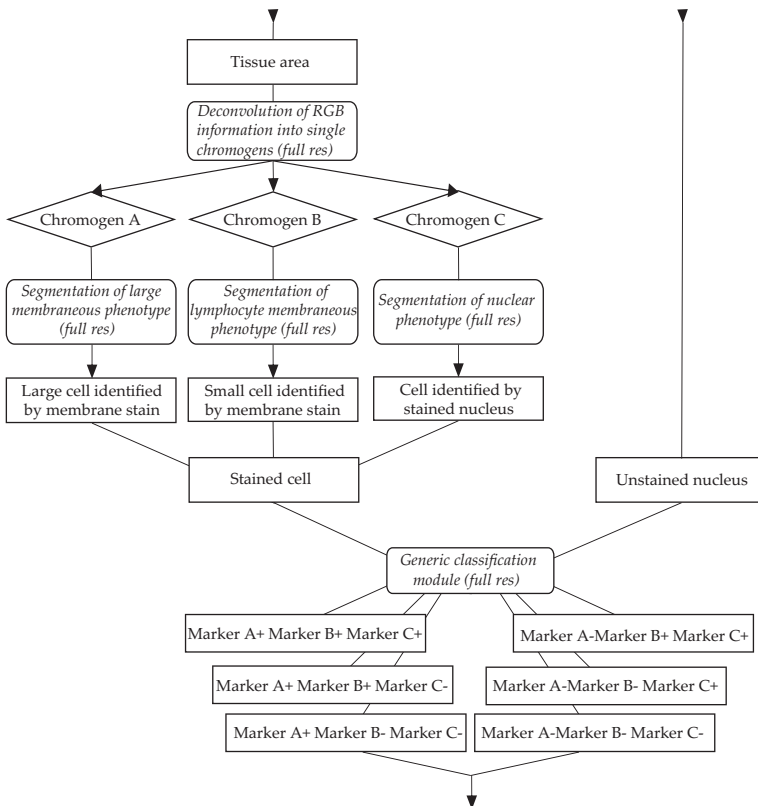 Tissue area
Deconvolution of RGB
information into single
chromogens (full res)
Chromogen A
Chromogen B
Chromogen C
Segmentation of large
membraneous phenotype
(full res)
Segmentation of
lymphocyte membraneous
phenotype (full res)
Segmentation of nuclear
phenotype (full res)
Large cell identified
by membrane stain
Small cell identified
by membrane stain
Cell identified by
stained nucleus
Stained cell
Unstained nucleus
Generic classification
module (full res)
Marker A+ Marker B+ Marker C+
Marker A-Marker B+ Marker C+
Marker A+ Marker B+ Marker C-
Marker A-Marker B- Marker C+
Marker A+ Marker B- Marker C-
Marker A-Marker B- Marker C-